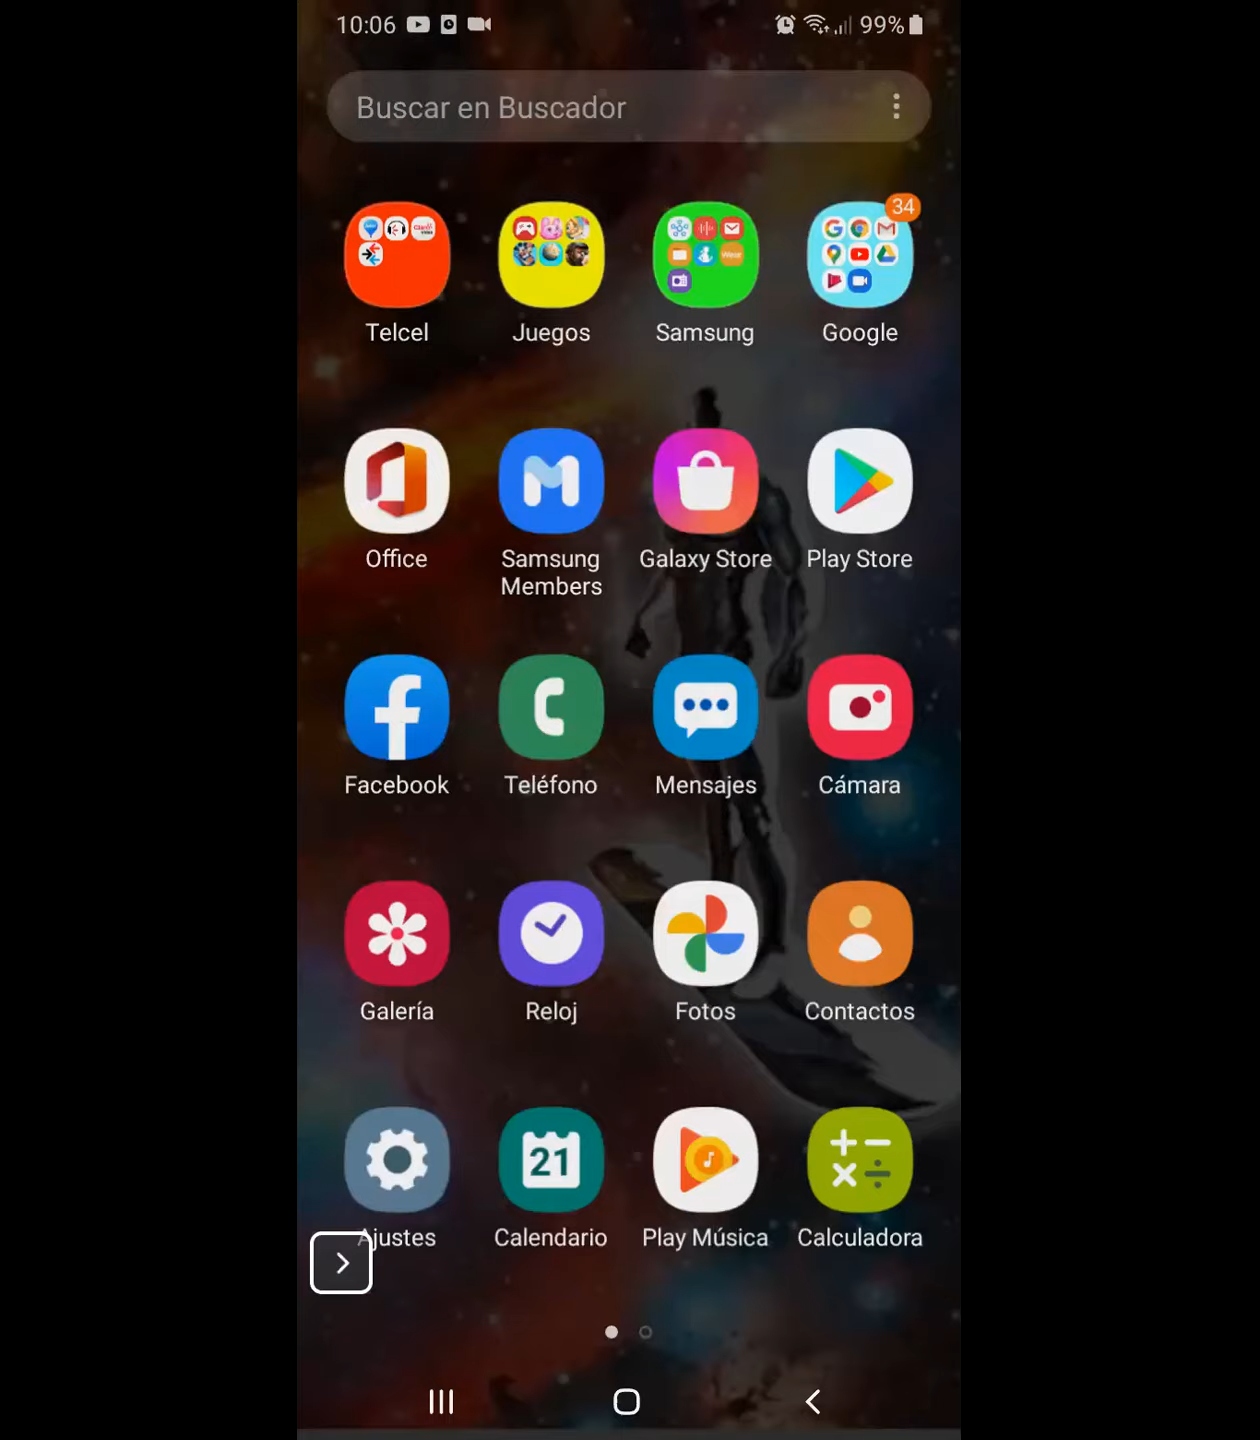 10:06
99%
Buscar en Buscador
34
Telcel
Juegos
Samsung
Google
Office
Samsung
Members
Galaxy Store
Play Store
Facebook
Teléfono
Mensajes
Cámara
Galería
Reloj
Fotos
Contactos
21
Ajustes
Calendario
Play Música
Calculadora